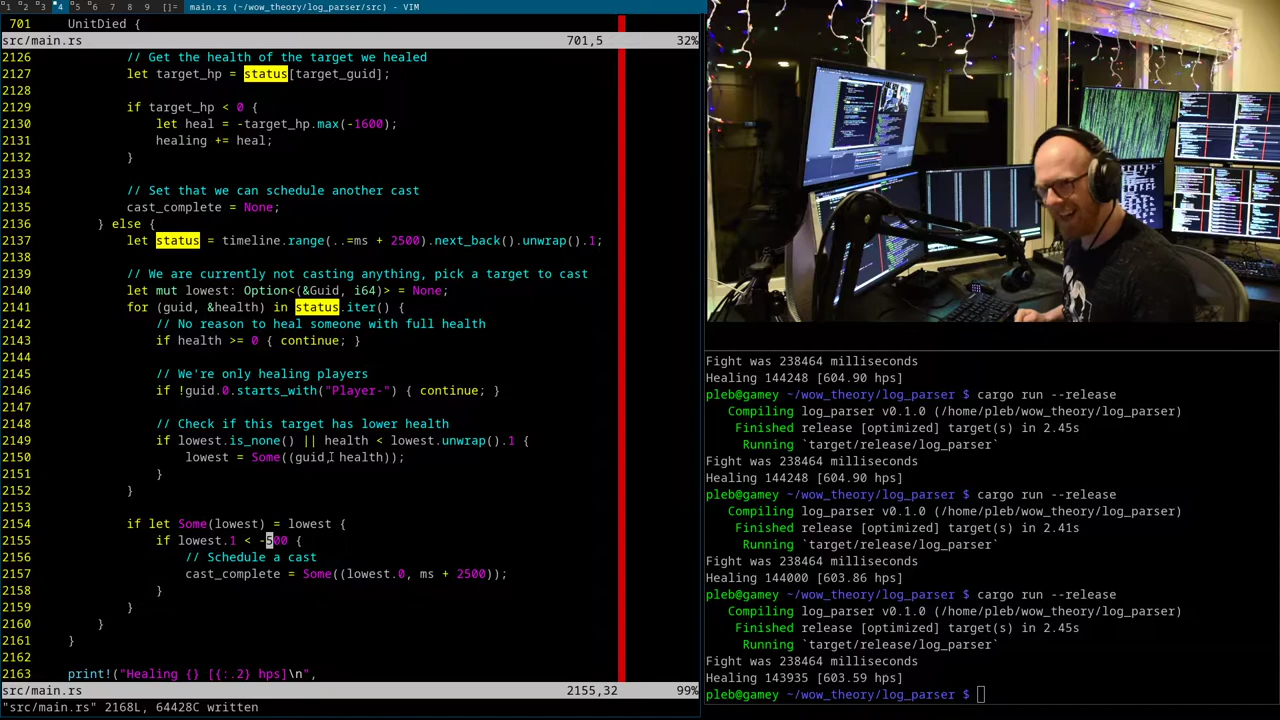 1 2 3 4 5 6 7 8 9 []= main.rs (~/wow_theory/log_parser/src) - VIM
701 UnitDied {
src/main.rs 701,5 32%
2126 // Get the health of the target we healed
2127 let target_hp = status[target_guid];
2128
2129 if target_hp < 0 {
2130 let heal = -target_hp.max(-1600);
2131 healing += heal;
2132 }
2133
2134 // Set that we can schedule another cast
2135 cast_complete = None;
2136 } else {
2137 let status = timeline.range(..=ms + 2500).next_back().unwrap().1;
2138
2139 // We are currently not casting anything, pick a target to cast
2140 let mut lowest: Option<(&Guid, i64)> = None;
2141 for (guid, &health) in status.iter() {
2142 // No reason to heal someone with full health
2143 if health >= 0 { continue; }
2144
2145 // We're only healing players
2146 if !guid.0.starts_with("Player-") { continue; }
2147
2148 // Check if this target has lower health
2149 if lowest.is_none() || health < lowest.unwrap().1 {
2150 lowest = Some((guid, health));
2151 }
2152 }
2153
2154 if let Some(lowest) = lowest {
2155 if lowest.1 < -500 {
2156 // Schedule a cast
2157 cast_complete = Some((lowest.0, ms + 2500));
2158 }
2159 }
2160 }
2161 }
2162
2163 print!("Healing {} [{:.2} hps]\n",
src/main.rs 2155,32 99%
"src/main.rs" 2168L, 64428C written
Fight was 238464 milliseconds
Healing 144248 [604.90 hps]
pleb@gamey ~/wow_theory/log_parser $ cargo run --release
Compiling log_parser v0.1.0 (/home/pleb/wow_theory/log_parser)
Finished release [optimized] target(s) in 2.45s
Running `target/release/log_parser`
Fight was 238464 milliseconds
Healing 144248 [604.90 hps]
pleb@gamey ~/wow_theory/log_parser $ cargo run --release
Compiling log_parser v0.1.0 (/home/pleb/wow_theory/log_parser)
Finished release [optimized] target(s) in 2.41s
Running `target/release/log_parser`
Fight was 238464 milliseconds
Healing 144000 [603.86 hps]
pleb@gamey ~/wow_theory/log_parser $ cargo run --release
Compiling log_parser v0.1.0 (/home/pleb/wow_theory/log_parser)
Finished release [optimized] target(s) in 2.45s
Running `target/release/log_parser`
Fight was 238464 milliseconds
Healing 143935 [603.59 hps]
pleb@gamey ~/wow_theory/log_parser $